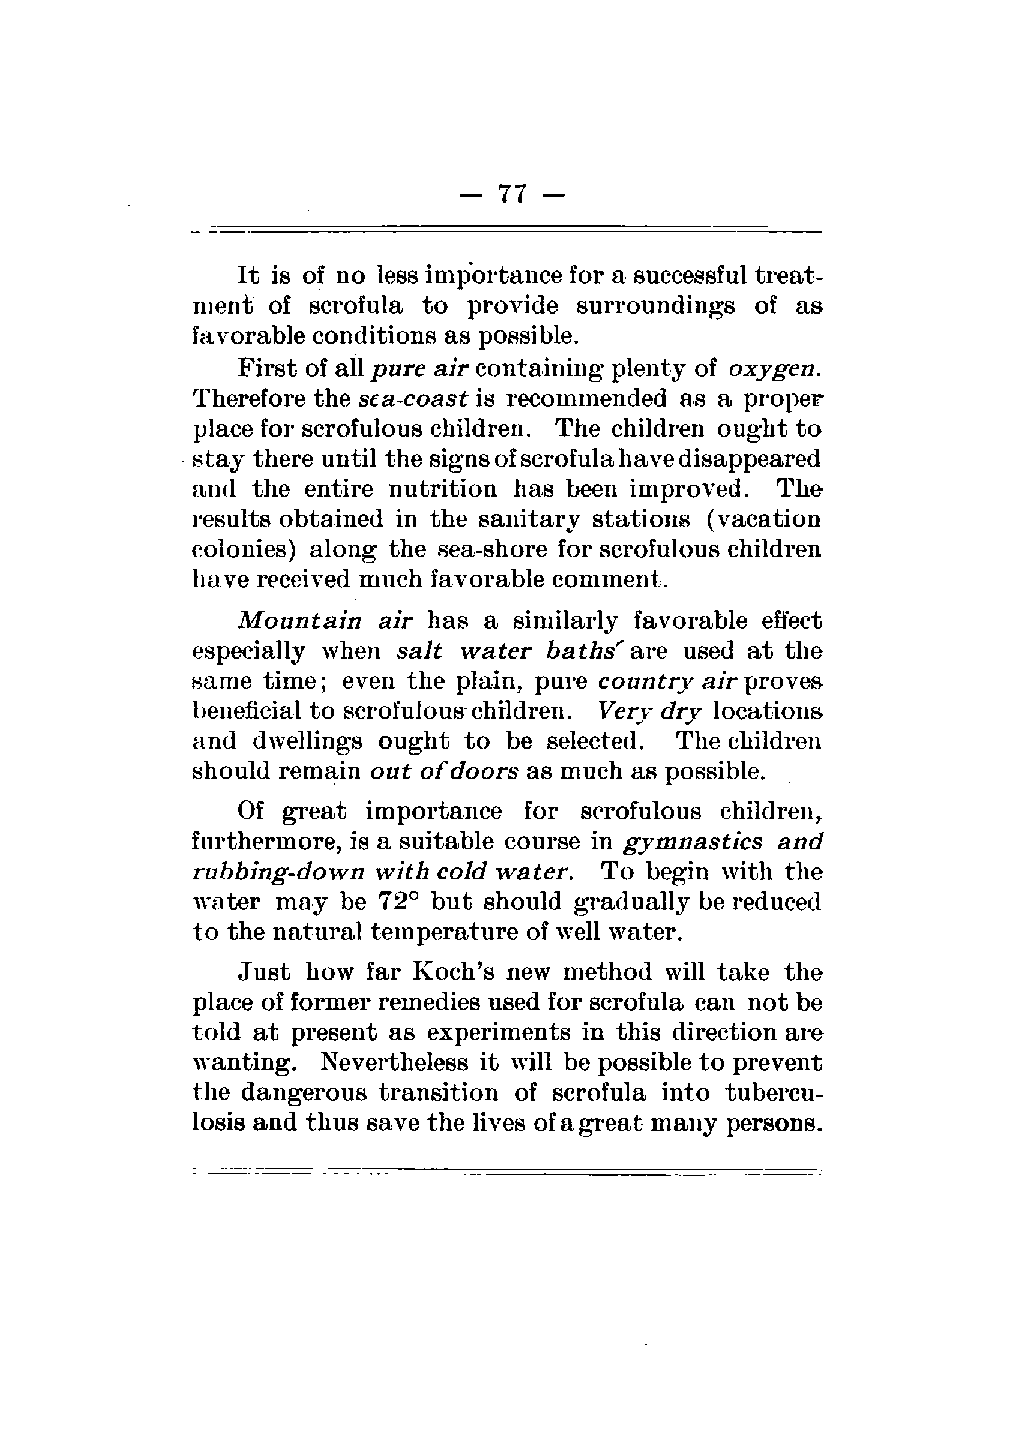 — 77 —
It is of no less importance for a successful treat-
ment of scrofula to provide surroundings of as
favorable conditions as possible.
First of all pure air containing plenty of oxygen.
Therefore the sea-coast is recommended as a proper
place for scrofulous children. The children ought to
stay there until the signs of scrofula have disappeared
and the entire nutrition has been improved. The
results obtained in the sanitary stations (vacation
colonies) along the sea-shore for scrofulous children
have received much favorable comment.
Mountain air has a similarly favorable effect
especially when salt water baths are used at the
same time; even the plain, pure country air proves
beneficial to scrofulous children. Very dry locations
and dwellings ought to be selected. The children
should remain out of doors as much as possible.
Of great importance for scrofulous children,
furthermore, is a suitable course in gymnastics and
rubbing-down with cold water. To begin with the
water may be 72° but should gradually be reduced
to the natural temperature of well water.
Just how far Koch's new method will take the
place of former remedies used for scrofula can not be
told at present as experiments in this direction are
wanting. Nevertheless it will be possible to prevent
the dangerous transition of scrofula into tubercu-
losis and thus save the lives of a great many persons.